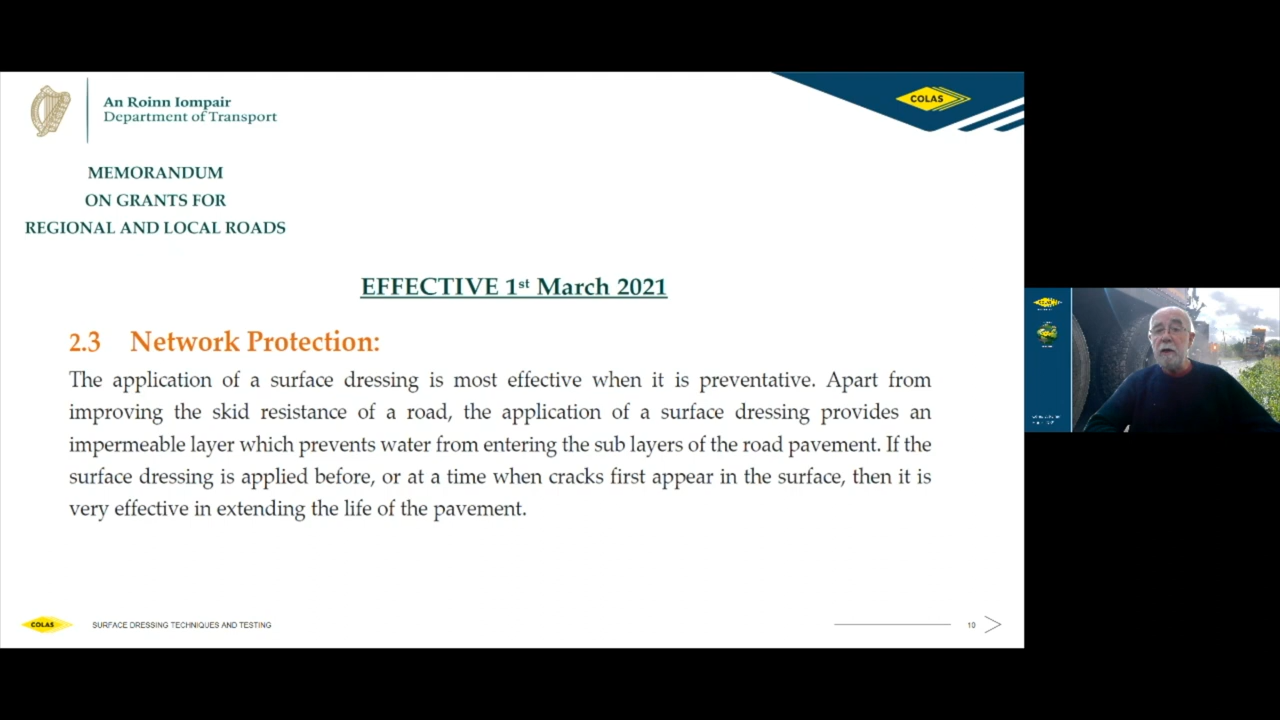 An Roinn Iompair
Department of Transport
COLAS
MEMORANDUM
ON GRANTS FOR
REGIONAL AND LOCAL ROADS
EFFECTIVE 1st March 2021
2.3 Network Protection:
The application of a surface dressing is most effective when it is preventative. Apart from
improving the skid resistance of a road, the application of a surface dressing provides an
impermeable layer which prevents water from entering the sub layers of the road pavement. If the
surface dressing is applied before, or at a time when cracks first appear in the surface, then it is
very effective in extending the life of the pavement.
COLAS
SURFACE DRESSING TECHNIQUES AND TESTING
10
COLAS